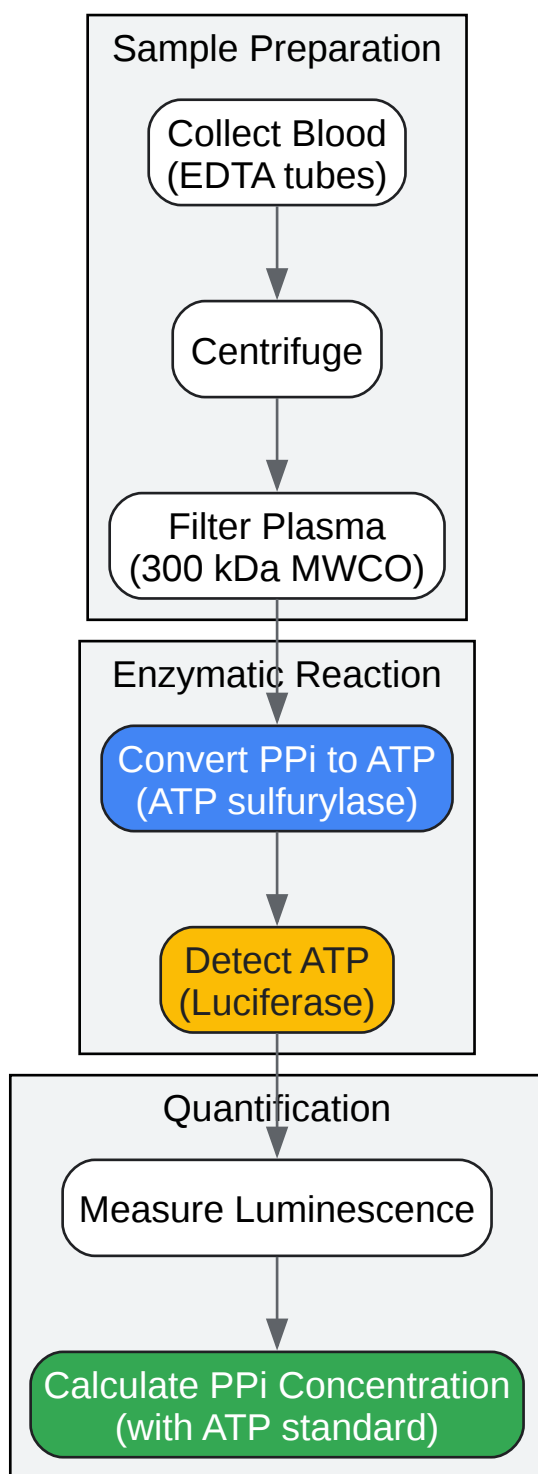 Sample Preparation
Collect Blood
(EDTA tubes)
Centrifuge
Filter Plasma
(300 kDa MWCO)
Enzymatic Reaction
Convert PPi to ATP
(ATP sulfurylase)
Detect ATP
(Luciferase)
Quantification
Measure Luminescence
Calculate PPi Concentration
(with ATP standard)